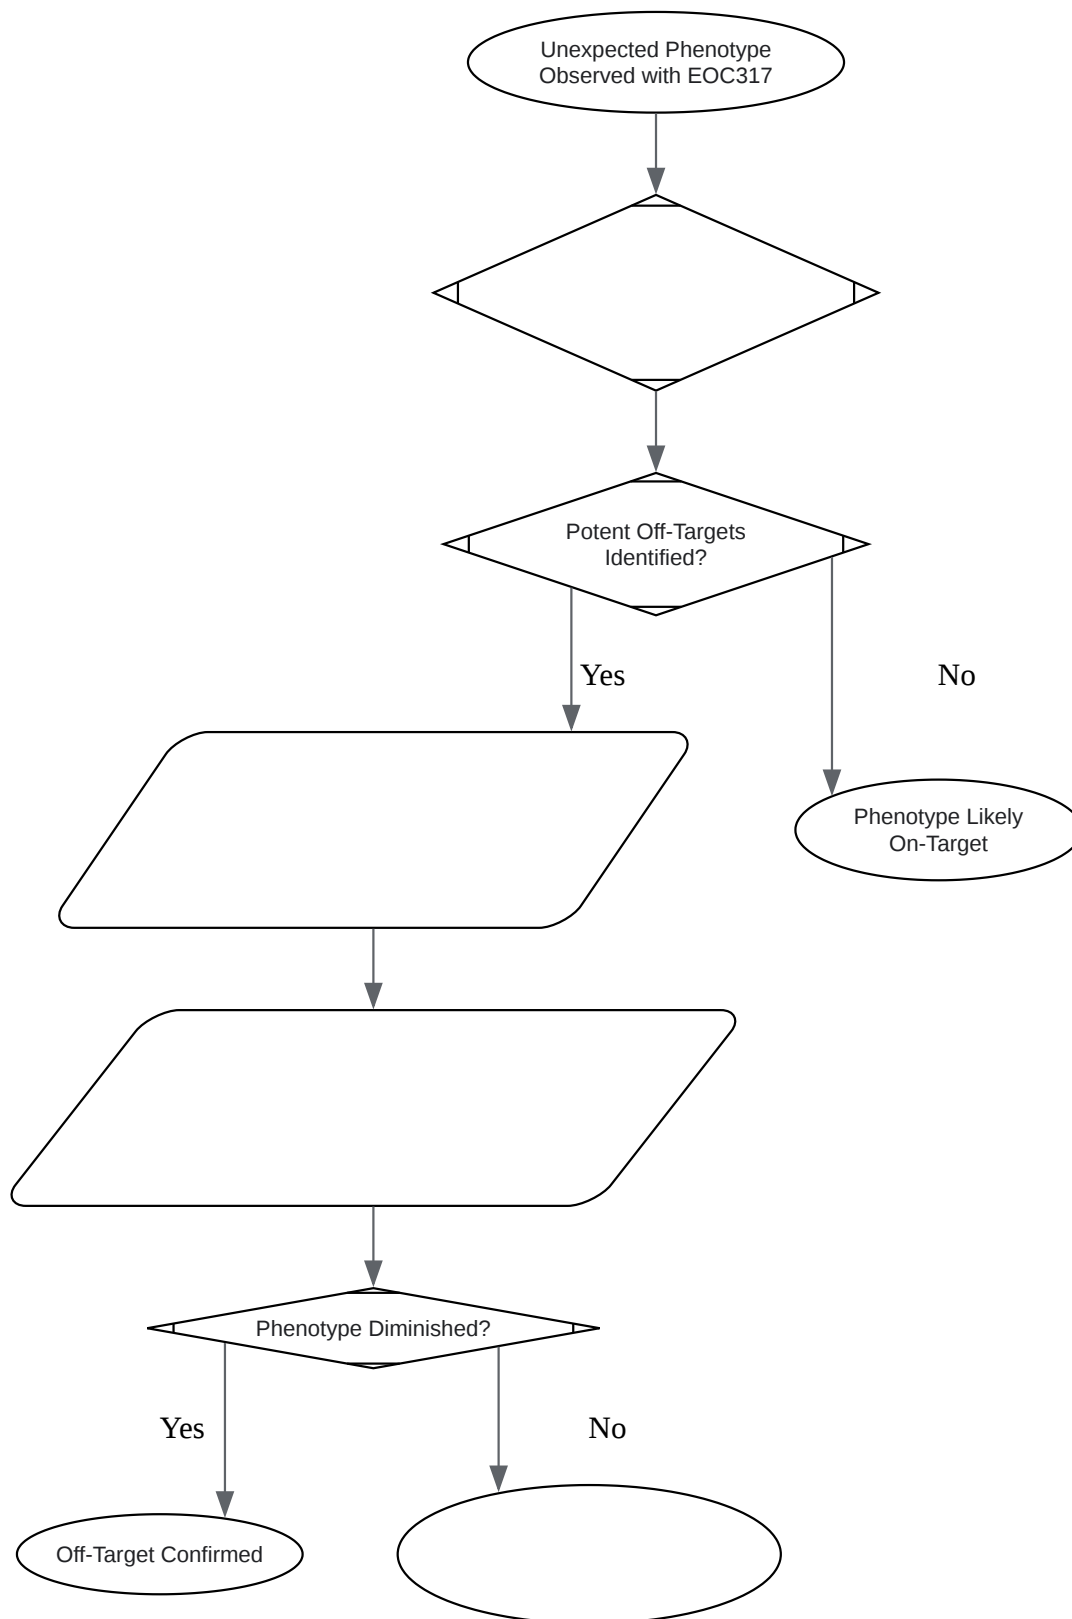 Unexpected Phenotype
Observed with EOC317
Potent Off-Targets
Identified?
Yes
No
Phenotype Likely
On-Target
Phenotype Diminished?
Yes
No
Off-Target Confirmed